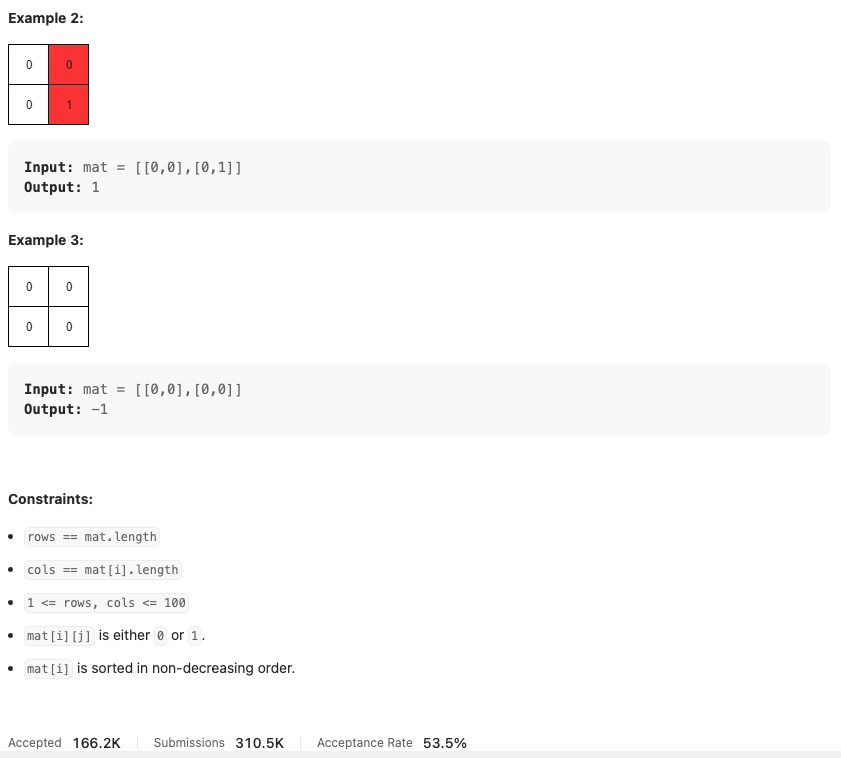 Example 2:
0 0
0 1
Input: mat = [[0,0],[0,1]]
Output: 1
Example 3:
0 0
0 0
Input: mat = [[0,0],[0,0]]
Output: -1
Constraints:
• rows == mat.length
• cols == mat[i].length
• 1 <= rows, cols <= 100
• mat[i][j] is either 0 or 1.
• mat[i] is sorted in non-decreasing order.
Accepted 166.2K Submissions 310.5K Acceptance Rate 53.5%